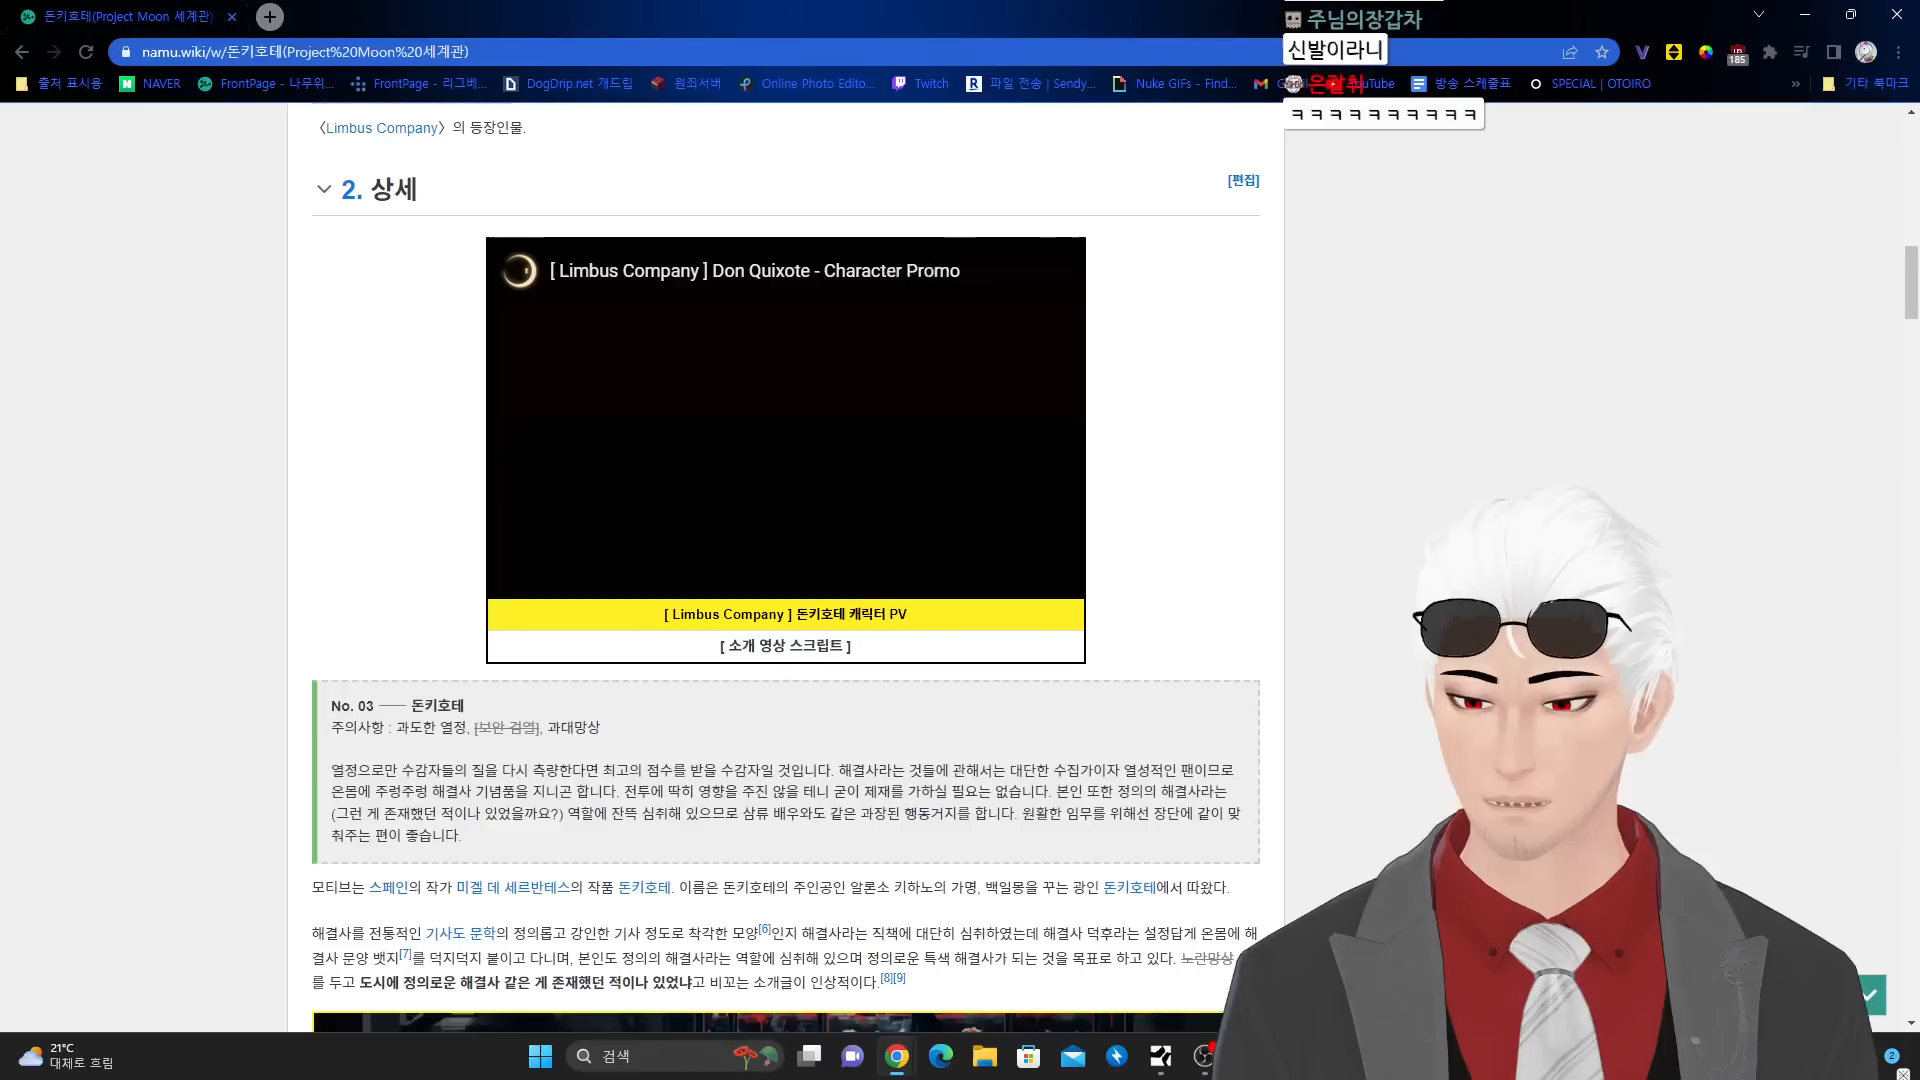 돈키호테(Project Moon 세계관)
namu.wiki/w/돈키호테(Project%20Moon%20세계관)
185
출처 표시용
NAVER
FrontPage - 나무위...
FrontPage - 리그베...
DogDrip.net 개드립
원죄서버
Online Photo Edito...
Twitch
파일 전송 | Sendy...
Nuke GIFs - Find...
YouTube
방송 스케줄표
SPECIAL | OTOIRO
»
기타 북마크
주님의장갑차
신발이라니
은갈취
ㅋㅋㅋㅋㅋㅋㅋㅋㅋㅋ
〈Limbus Company〉의 등장인물.
2. 상세
[편집]
[ Limbus Company ] Don Quixote - Character Promo
[ Limbus Company ] 돈키호테 캐릭터 PV
[ 소개 영상 스크립트 ]
No. 03 —— 돈키호테
주의사항 : 과도한 열정, [보안 검열], 과대망상
열정으로만 수감자들의 질을 다시 측량한다면 최고의 점수를 받을 수감자일 것입니다. 해결사라는 것들에 관해서는 대단한 수집가이자 열성적인 팬이므로
온몸에 주렁주렁 해결사 기념품을 지니곤 합니다. 전투에 딱히 영향을 주진 않을 테니 굳이 제재를 가하실 필요는 없습니다. 본인 또한 정의의 해결사라는
(그런 게 존재했던 적이나 있었을까요?) 역할에 잔뜩 심취해 있으므로 삼류 배우와도 같은 과장된 행동거지를 합니다. 원활한 임무를 위해선 장단에 같이 맞
춰주는 편이 좋습니다.
모티브는 스페인의 작가 미겔 데 세르반테스의 작품 돈키호테. 이름은 돈키호테의 주인공인 알론소 키하노의 가명, 백일몽을 꾸는 광인 돈키호테에서 따왔다.
해결사를 전통적인 기사도 문학의 정의롭고 강인한 기사 정도로 착각한 모양[6]인지 해결사라는 직책에 대단히 심취하였는데 해결사 덕후라는 설정답게 온몸에 해
결사 문양 뱃지[7]를 덕지덕지 붙이고 다니며, 본인도 정의의 해결사라는 역할에 심취해 있으며 정의로운 특색 해결사가 되는 것을 목표로 하고 있다. 노란망상
를 두고 도시에 정의로운 해결사 같은 게 존재했던 적이나 있었냐고 비꼬는 소개글이 인상적이다.[8][9]
21°C
대체로 흐림
검색
2